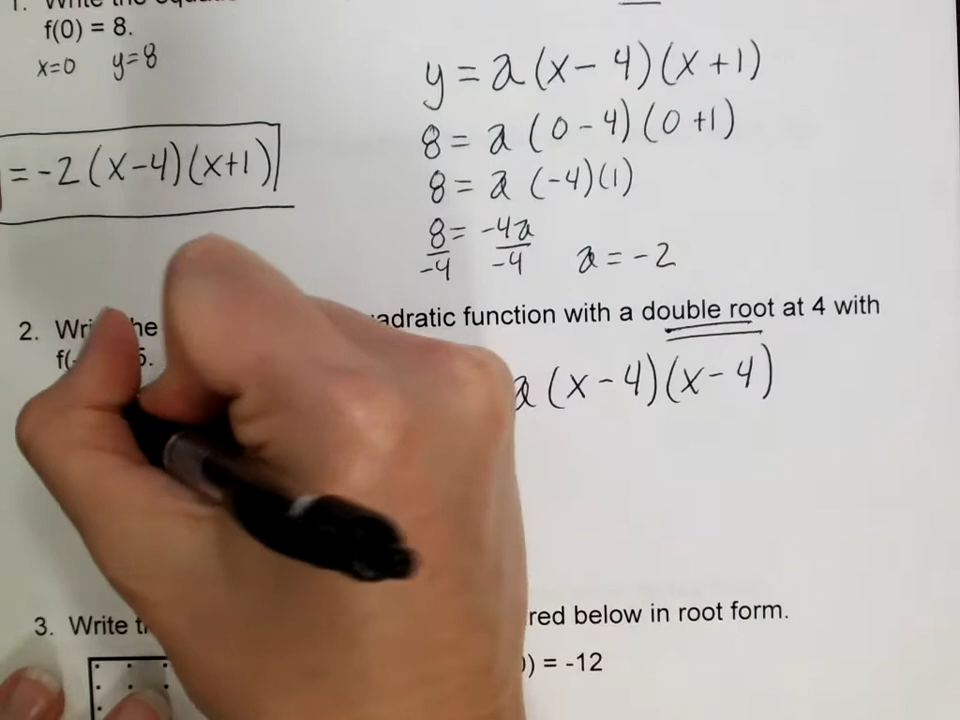 f(0) = 8.
x=0 y=8
y = a(x-4)(x+1)
8 = a(0-4)(0+1)
= -2(x-4)(x+1)
8 = a(-4)(1)
8 = -4a
-4 -4 a = -2
2. quadratic function with a double root at 4 with
f(- 5.
a(x-4)(x-4)
3. Write below in root form.
) = -12